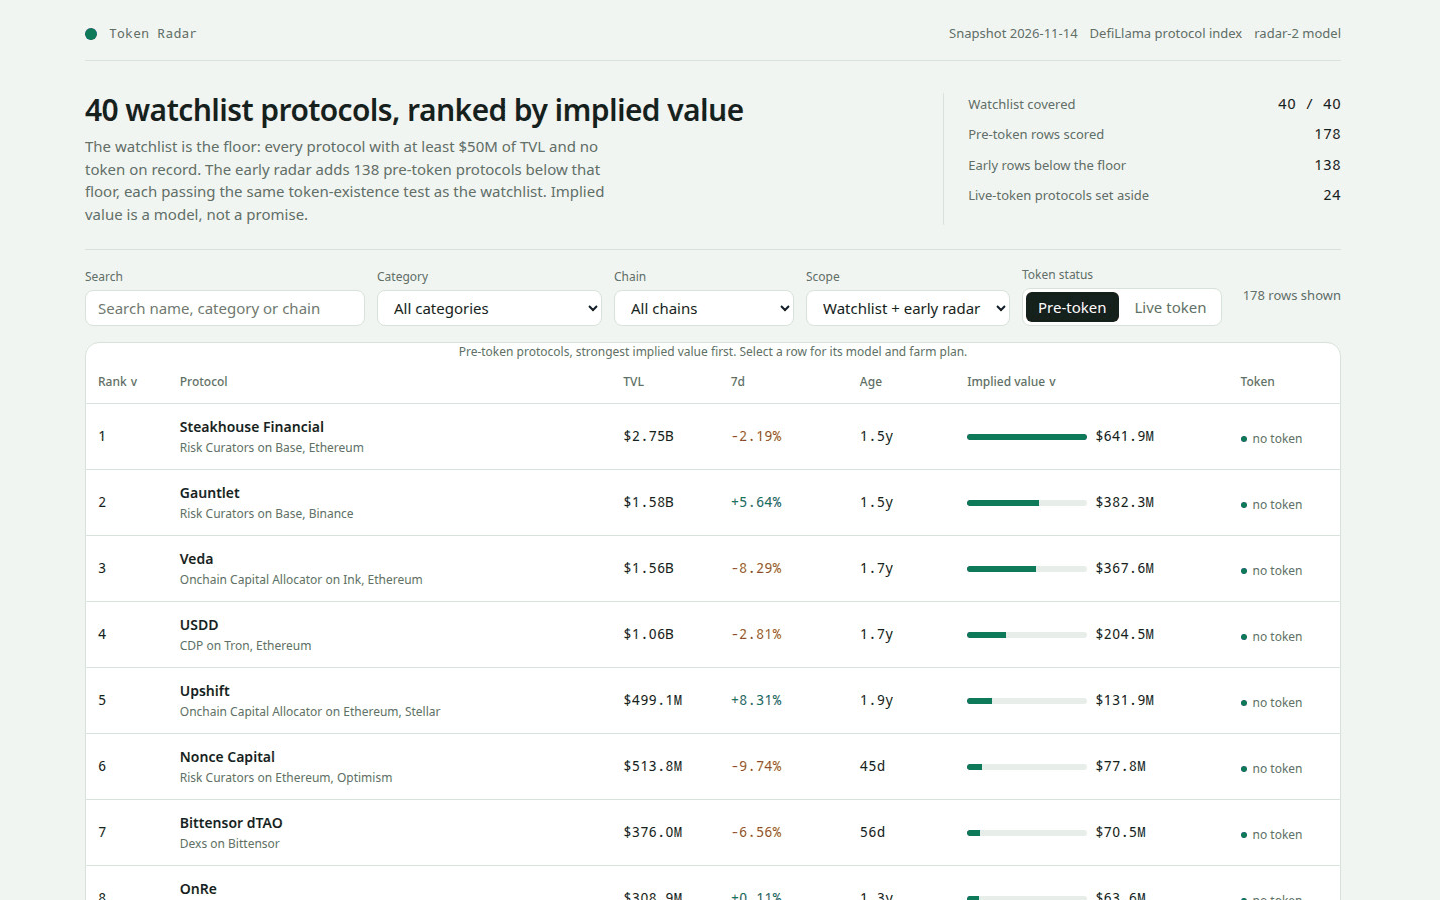 Token Radar
Snapshot 2026-11-14 DefiLlama protocol index radar-2 model
40 watchlist protocols, ranked by implied value
The watchlist is the floor: every protocol with at least $50M of TVL and no
token on record. The early radar adds 138 pre-token protocols below that
floor, each passing the same token-existence test as the watchlist. Implied
value is a model, not a promise.
Watchlist covered 40 / 40
Pre-token rows scored 178
Early rows below the floor 138
Live-token protocols set aside 24
Search Category Chain Scope Token status
Search name, category or chain All categories All chains Watchlist + early radar Pre-token Live token 178 rows shown
Pre-token protocols, strongest implied value first. Select a row for its model and farm plan.
Rank v Protocol TVL 7d Age Implied value v Token
1 Steakhouse Financial $2.75B -2.19% 1.5y $641.9M no token
Risk Curators on Base, Ethereum
2 Gauntlet $1.58B +5.64% 1.5y $382.3M no token
Risk Curators on Base, Binance
3 Veda $1.56B -8.29% 1.7y $367.6M no token
Onchain Capital Allocator on Ink, Ethereum
4 USDD $1.06B -2.81% 1.7y $204.5M no token
CDP on Tron, Ethereum
5 Upshift $499.1M +8.31% 1.9y $131.9M no token
Onchain Capital Allocator on Ethereum, Stellar
6 Nonce Capital $513.8M -9.74% 45d $77.8M no token
Risk Curators on Ethereum, Optimism
7 Bittensor dTAO $376.0M -6.56% 56d $70.5M no token
Dexs on Bittensor
8 OnRe $308.9M +0.11% 1.3y $63.6M no token